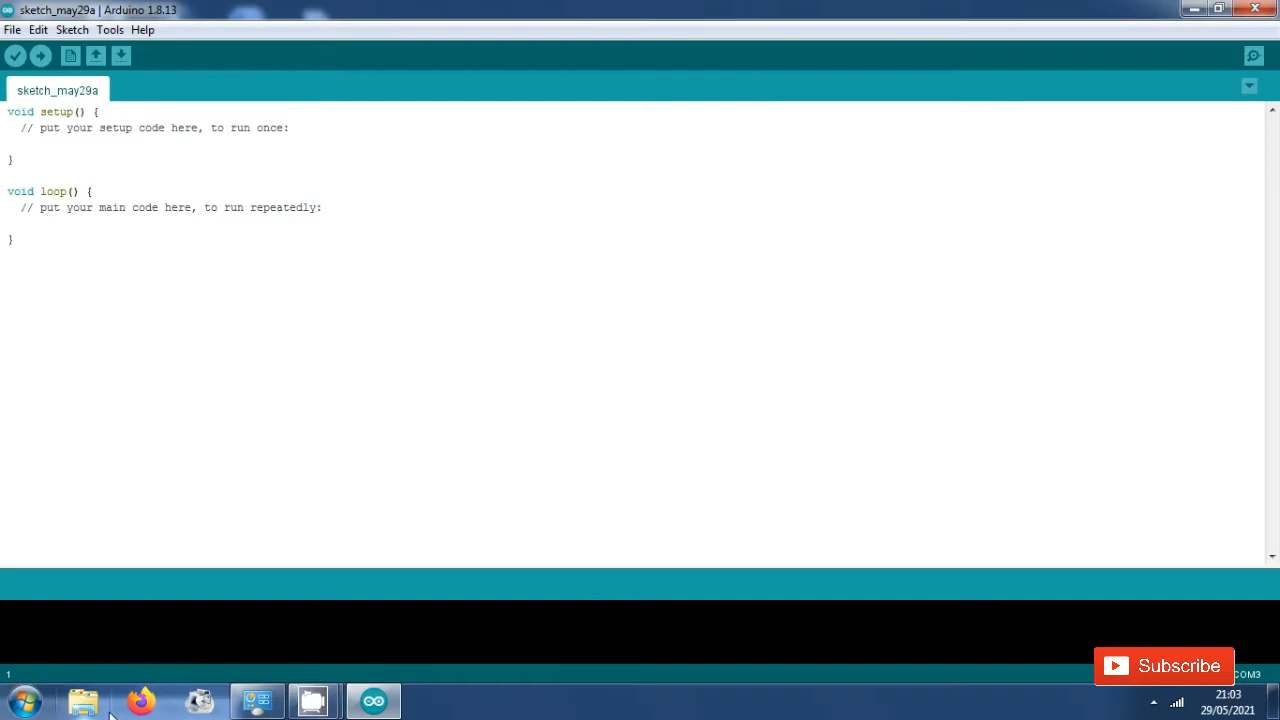 sketch_may29a | Arduino 1.8.13
File Edit Sketch Tools Help
sketch_may29a
void setup() {
  // put your setup code here, to run once:
}
void loop() {
  // put your main code here, to run repeatedly:
}
Subscribe
1
COM3
21:03
29/05/2021